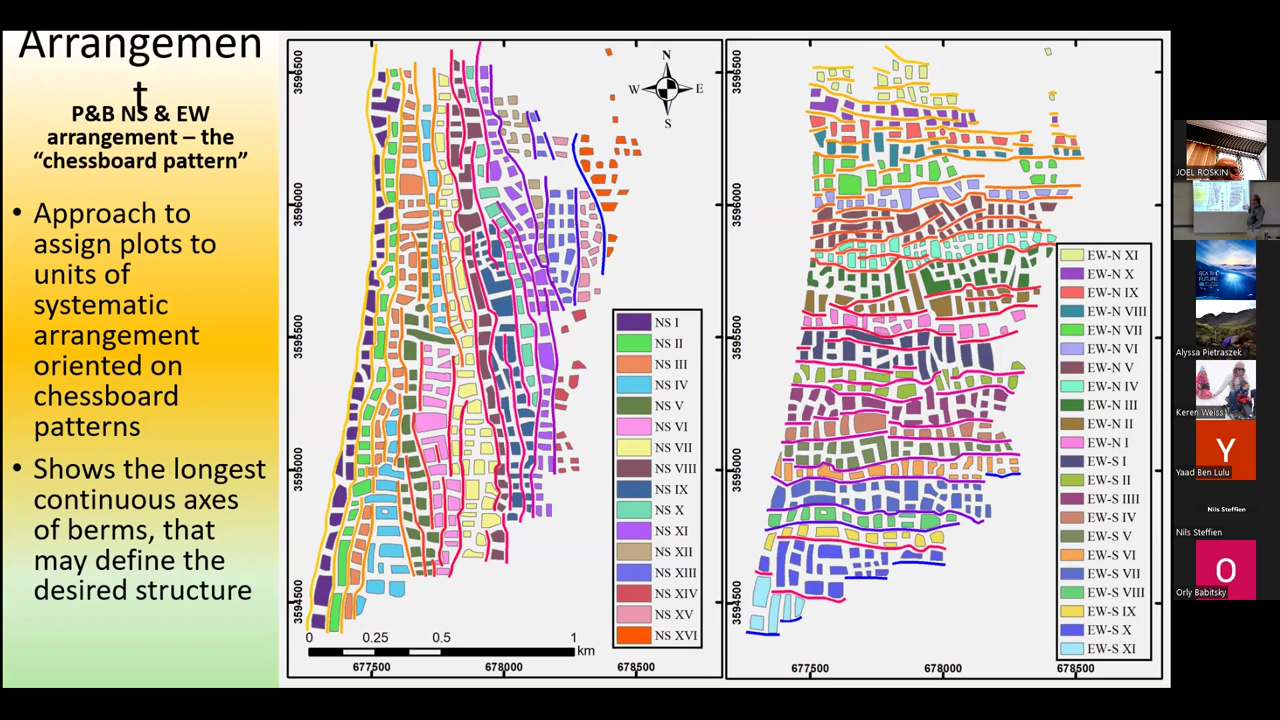 Arrangemen
t
P&B NS & EW
arrangement – the
“chessboard pattern”
• Approach to
assign plots to
units of
systematic
arrangement
oriented on
chessboard
patterns
• Shows the longest
continuous axes
of berms, that
may define the
desired structure
N
W E
S
3596500
3596000
3595500
3595000
3594500
NS I
NS II
NS III
NS IV
NS V
NS VI
NS VII
NS VIII
NS IX
NS X
NS XI
NS XII
NS XIII
NS XIV
NS XV
NS XVI
0 0.25 0.5 1
km
677500 678000 678500
3596500
3596000
3595500
3595000
3594500
EW-N XI
EW-N X
EW-N IX
EW-N VIII
EW-N VII
EW-N VI
EW-N V
EW-N IV
EW-N III
EW-N II
EW-N I
EW-S I
EW-S II
EW-S IIII
EW-S IV
EW-S V
EW-S VI
EW-S VII
EW-S VIII
EW-S IX
EW-S X
EW-S XI
677500 678000 678500
JOEL ROSKIN
SEA THE
FUTURE
Alyssa Pietraszek
Keren Weiss
Y
Yaad Ben Lulu
Nils Steffien
Nils Steffien
O
Orly Babitsky